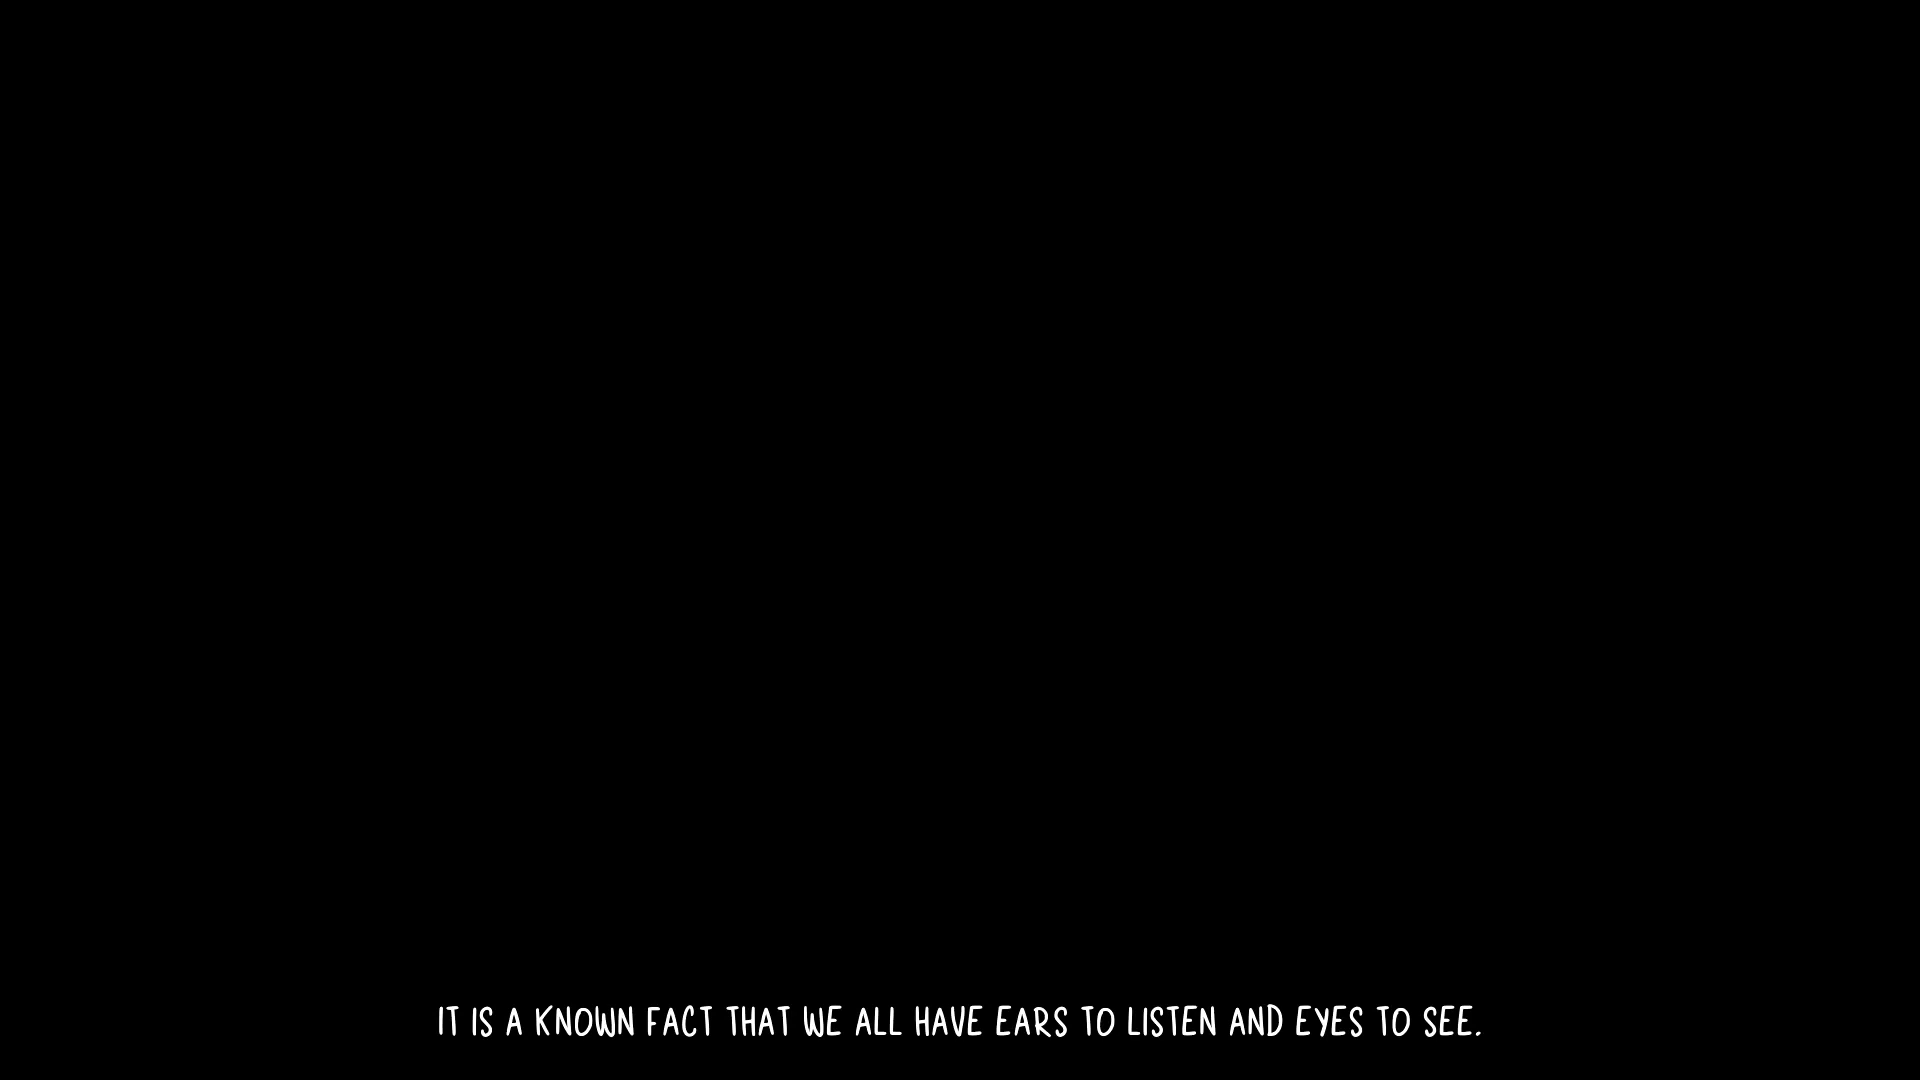 IT IS A KNOWN FACT THAT WE ALL HAVE EARS TO LISTEN AND EYES TO SEE.